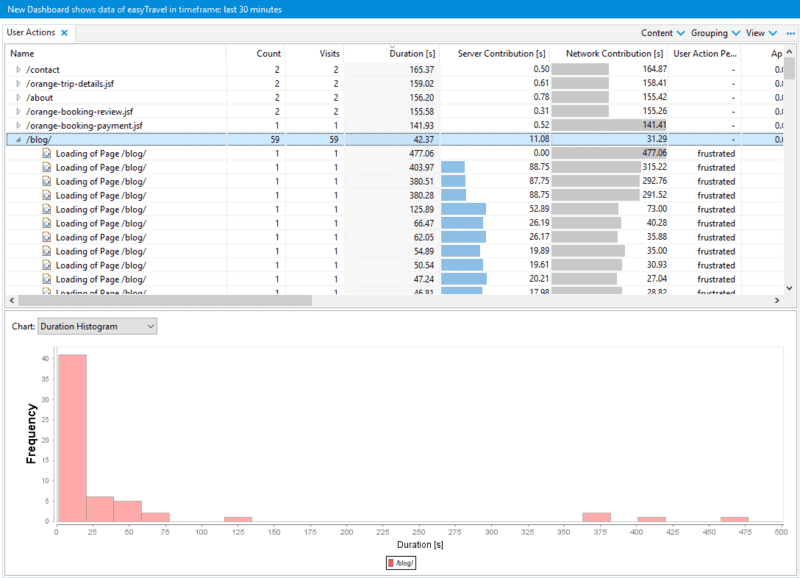 New Dashboard shows data of easyTravel in timeframe: last 30 minutes
User Actions
Content Grouping View
Name Count Visits Duration [s] Server Contribution [s] Network Contribution [s] User Action Pe... Ap
/contact 2 2 165.37 0.50 164.87 - 0.0
/orange-trip-details.jsf 2 2 159.02 0.61 158.41 - 0.0
/about 2 2 156.20 0.78 155.42 - 0.0
/orange-booking-review.jsf 2 2 155.58 0.31 155.26 - 0.0
/orange-booking-payment.jsf 1 1 141.93 0.52 141.41 - 0.0
/blog/ 59 59 42.37 11.08 31.29 - 0.0
Loading of Page /blog/ 1 1 477.06 0.00 477.06 frustrated
Loading of Page /blog/ 1 1 403.97 88.75 315.22 frustrated
Loading of Page /blog/ 1 1 380.51 87.75 292.76 frustrated
Loading of Page /blog/ 1 1 380.28 88.75 291.52 frustrated
Loading of Page /blog/ 1 1 125.89 52.89 73.00 frustrated
Loading of Page /blog/ 1 1 66.47 26.19 40.28 frustrated
Loading of Page /blog/ 1 1 62.05 26.17 35.88 frustrated
Loading of Page /blog/ 1 1 54.89 19.89 35.00 frustrated
Loading of Page /blog/ 1 1 50.54 19.61 30.93 frustrated
Loading of Page /blog/ 1 1 47.24 20.21 27.04 frustrated
Loading of Page /blog/ 1 1 46.81 17.98 28.82 frustrated
Chart: Duration Histogram
Frequency
40
35
30
25
20
15
10
5
0
0 25 50 75 100 125 150 175 200 225 250 275 300 325 350 375 400 425 450 475 500
Duration [s]
/blog/